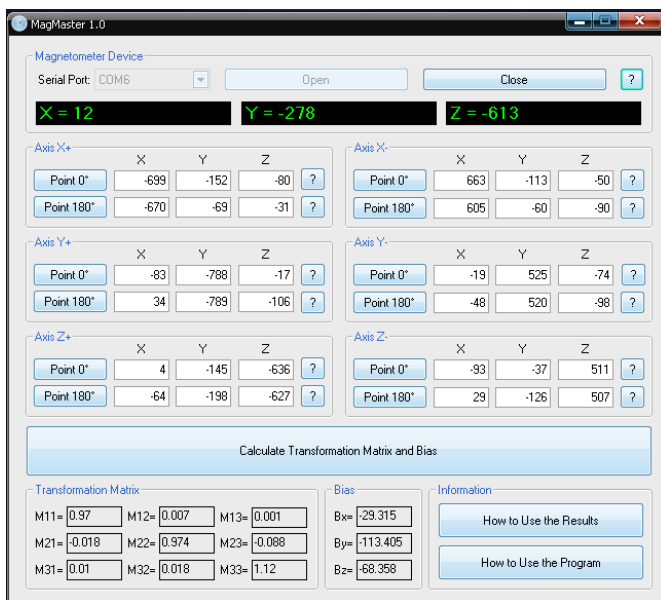 MagMaster 1.0
Magnetometer Device
Serial Port: COM6 Open Close ?
X = 12 Y = -278 Z = -613
Axis X+
X Y Z
Point 0° -699 -152 -80 ?
Point 180° -670 -69 -31 ?
Axis X-
X Y Z
Point 0° 663 -113 -50 ?
Point 180° 605 -60 -90 ?
Axis Y+
X Y Z
Point 0° -83 -788 -17 ?
Point 180° 34 -789 -106 ?
Axis Y-
X Y Z
Point 0° -19 525 -74 ?
Point 180° -48 520 -98 ?
Axis Z+
X Y Z
Point 0° 4 -145 -636 ?
Point 180° -64 -198 -627 ?
Axis Z-
X Y Z
Point 0° -93 -37 511 ?
Point 180° 29 -126 507 ?
Calculate Transformation Matrix and Bias
Transformation Matrix
M11= 0.97 M12= 0.007 M13= 0.001
M21= -0.018 M22= 0.974 M23= -0.088
M31= 0.01 M32= 0.018 M33= 1.12
Bias
Bx= -29.315
By= -113.405
Bz= -68.358
Information
How to Use the Results
How to Use the Program